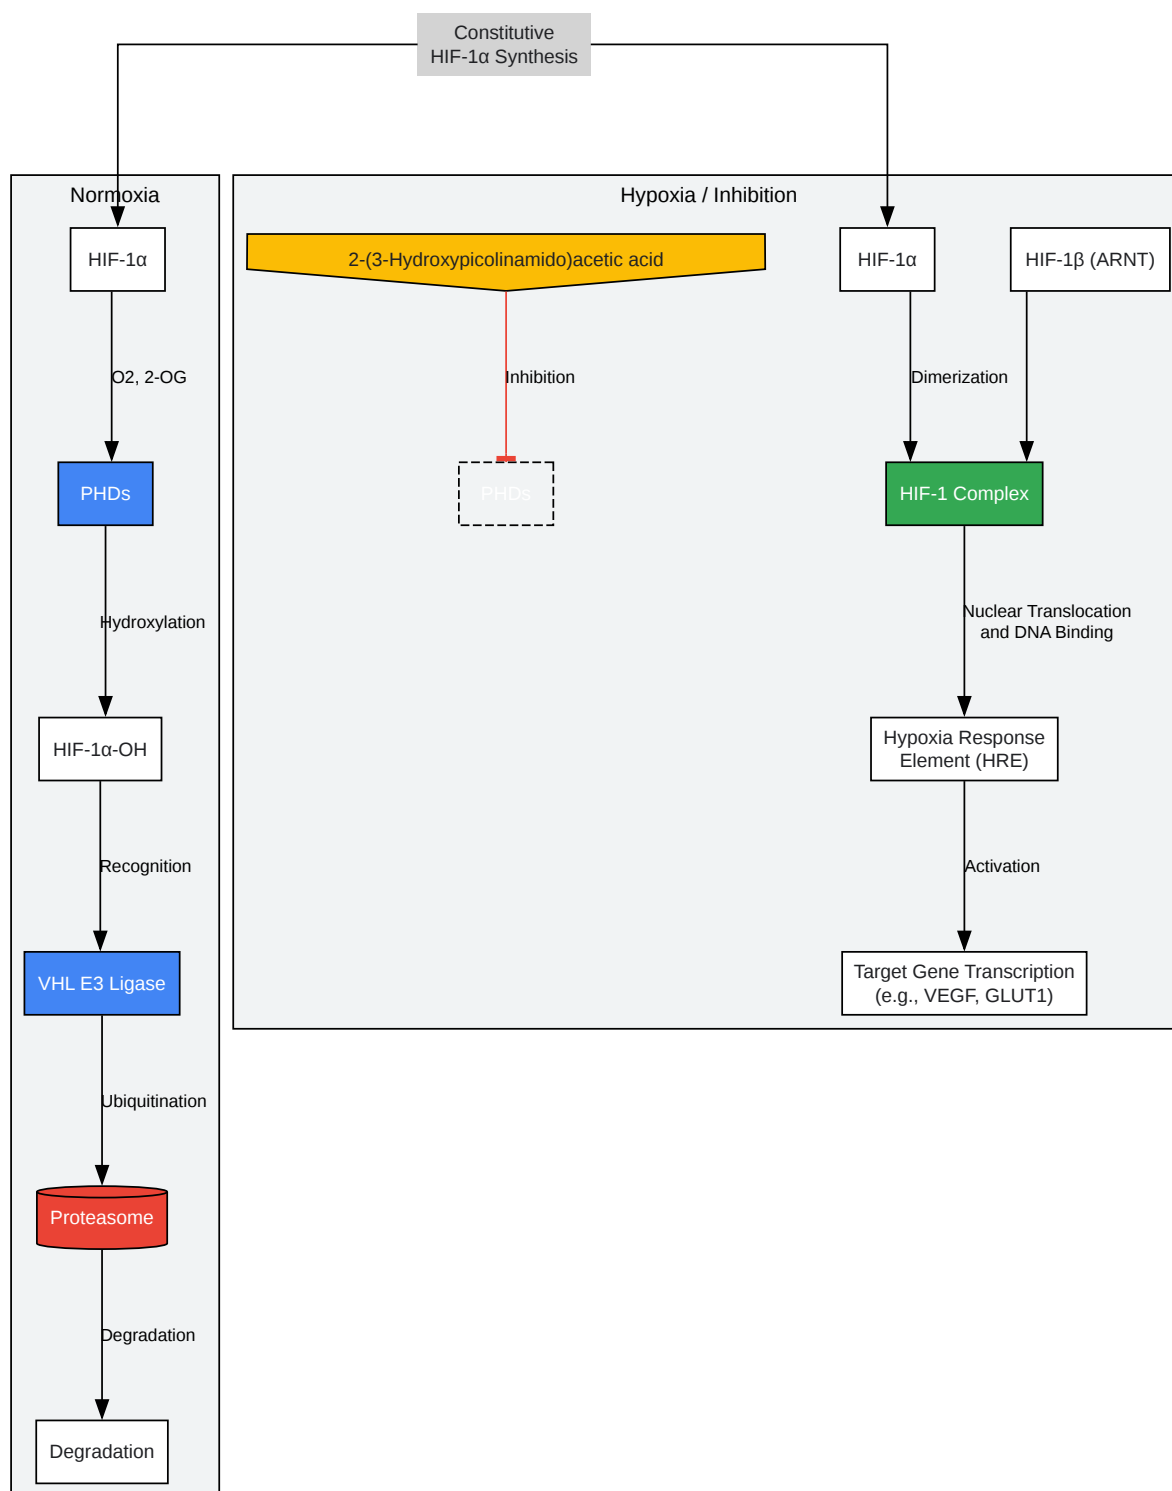 Constitutive
HIF-1α Synthesis
Normoxia
HIF-1α
O2, 2-OG
PHDs
Hydroxylation
HIF-1α-OH
Recognition
VHL E3 Ligase
Ubiquitination
Proteasome
Degradation
Degradation
Hypoxia / Inhibition
2-(3-Hydroxypicolinamido)acetic acid
Inhibition
PHDs
HIF-1α
HIF-1β (ARNT)
Dimerization
HIF-1 Complex
Nuclear Translocation
and DNA Binding
Hypoxia Response
Element (HRE)
Activation
Target Gene Transcription
(e.g., VEGF, GLUT1)